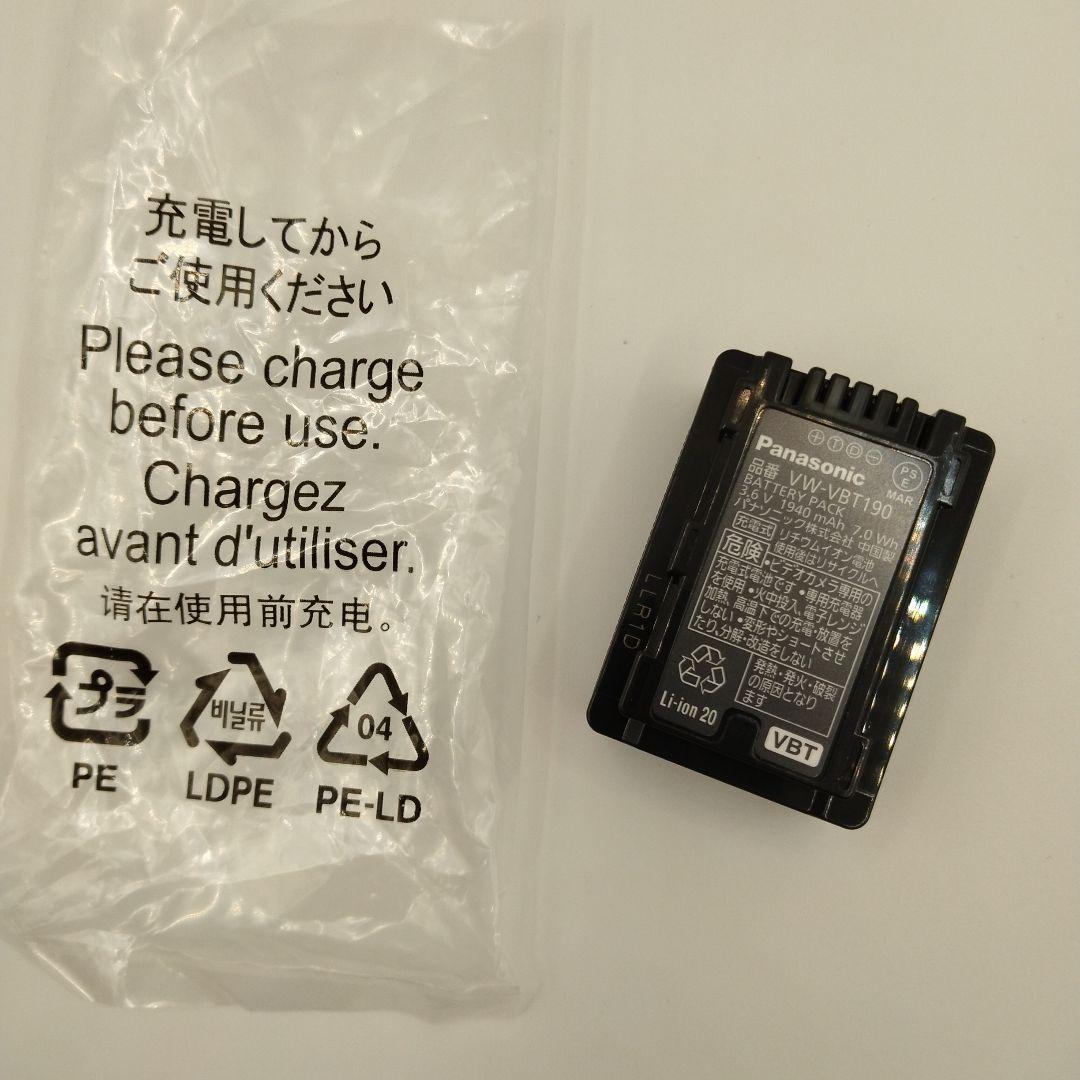 充電してから
ご使用ください
Please charge
before use.
Chargez
avant d'utiliser.
请在使用前充电。
プラ
PE
비닐류
LDPE
04
PE-LD
+ T D −
Panasonic
PS
E
MAR
品番 VW-VBT190
BATTERY PACK
3.6 V 1940 mAh 7.0 Wh
パナソニック株式会社 中国製
充電式 リチウムイオン電池
使用後はリサイクルへ
危険 •ビデオカメラ専用の
充電式電池です •専用充電器
を使用 •火中投入、電子レンジ
加熱、高温下での充電・放置を
しない •変形やショートさせ
たり、分解・改造をしない
発熱・発火・破裂
の原因となり
ます
Li-ion 20
VBT
LLR1D